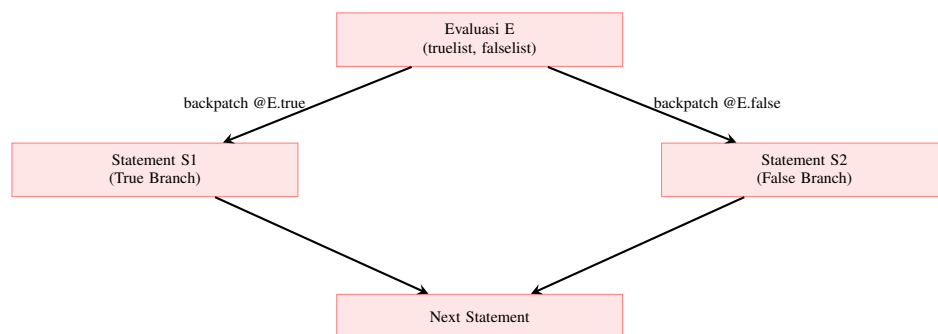 Evaluasi E
(truelist, falselist)
backpatch @E.true
backpatch @E.false
Statement S1
(True Branch)
Statement S2
(False Branch)
Next Statement